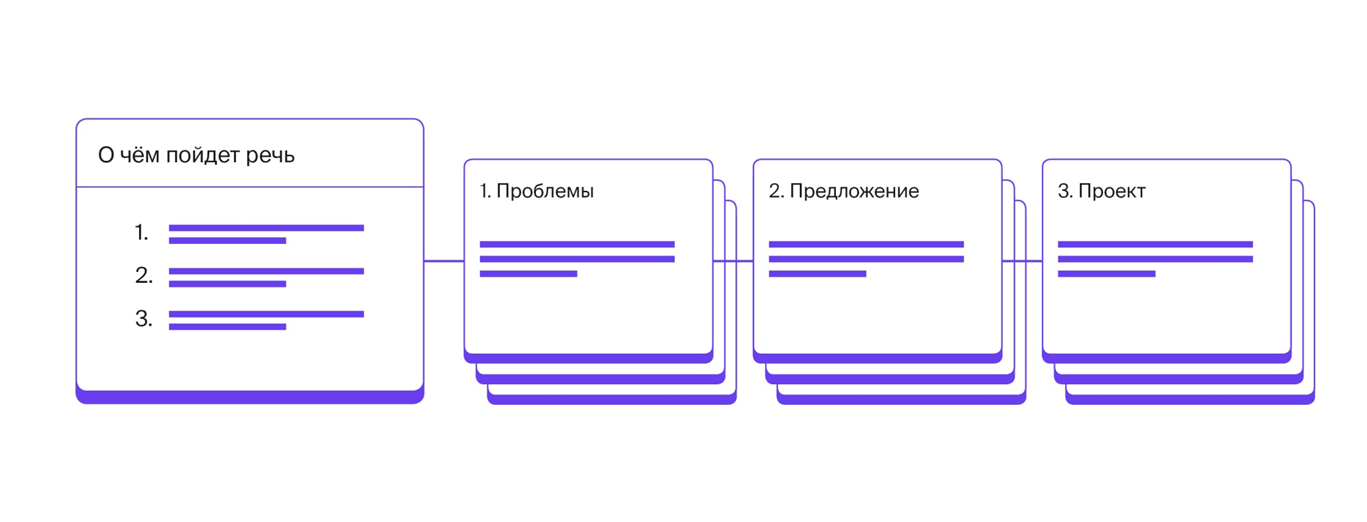 О чём пойдет речь
1.
2.
3.
1. Проблемы
2. Предложение
3. Проект